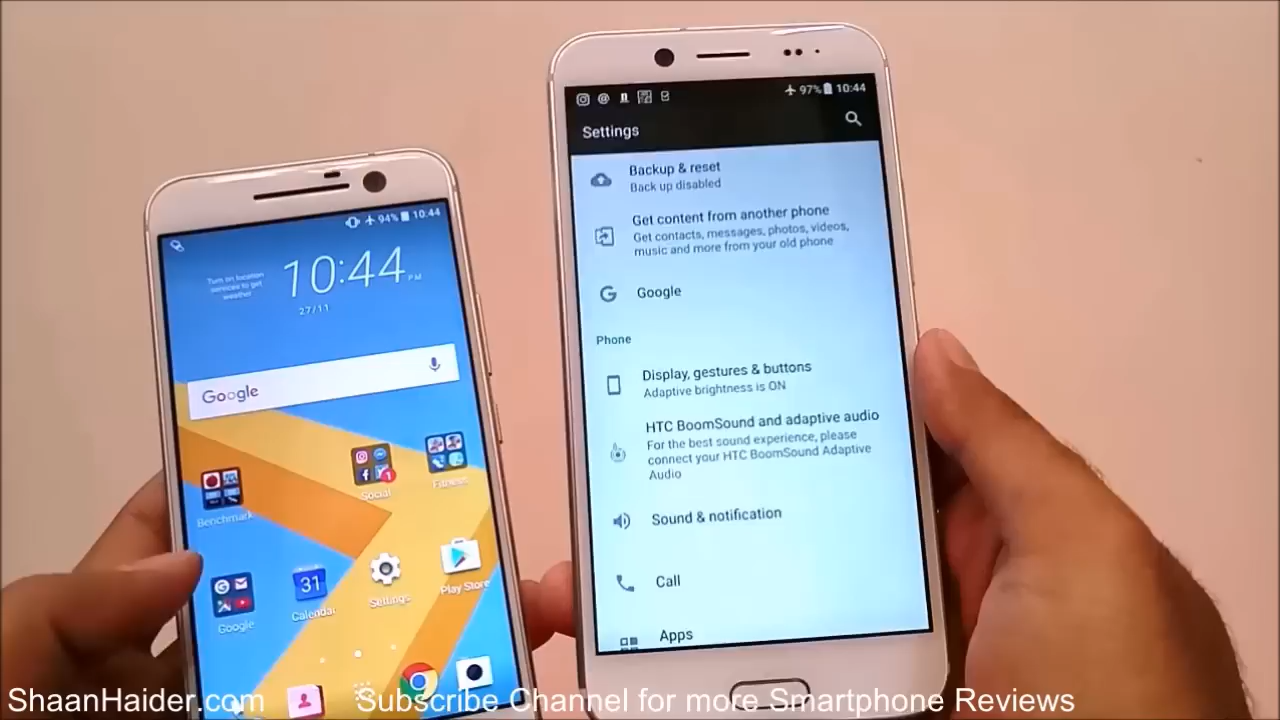 94% 10:44
Turn on location
services to get
weather
10:44 PM
27/11
Google
Benchmark
Social
1
Fitness
Google
31
Calendar
Settings
Play Store
97% 10:44
Settings
Backup & reset
Back up disabled
Get content from another phone
Get contacts, messages, photos, videos,
music and more from your old phone
G Google
Phone
Display, gestures & buttons
Adaptive brightness is ON
HTC BoomSound and adaptive audio
For the best sound experience, please
connect your HTC BoomSound Adaptive
Audio
Sound & notification
Call
Apps
ShaanHaider.com
Subscribe Channel for more Smartphone Reviews